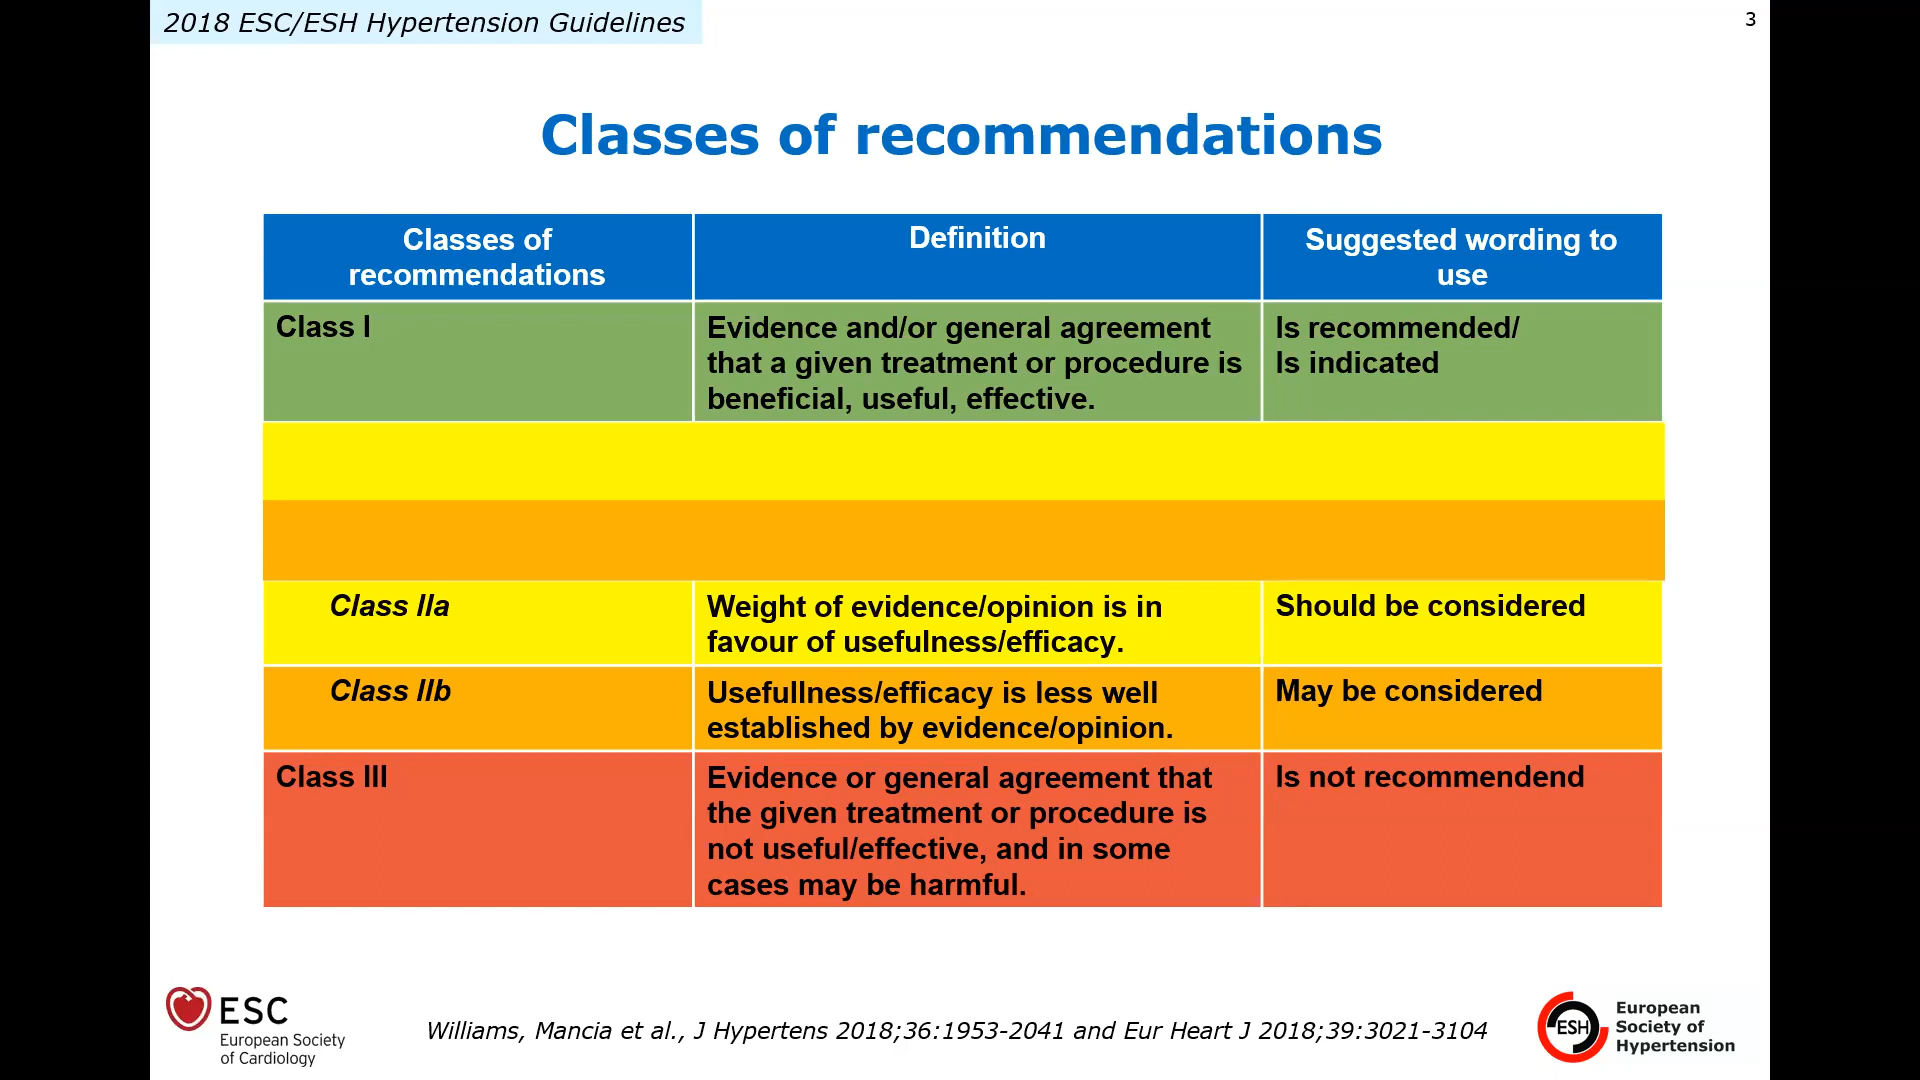 2018 ESC/ESH Hypertension Guidelines
3
Classes of recommendations
Classes of
recommendations
Definition
Suggested wording to
use
Class I
Evidence and/or general agreement
that a given treatment or procedure is
beneficial, useful, effective.
Is recommended/
Is indicated
Class IIa
Weight of evidence/opinion is in
favour of usefulness/efficacy.
Should be considered
Class IIb
Usefullness/efficacy is less well
established by evidence/opinion.
May be considered
Class III
Evidence or general agreement that
the given treatment or procedure is
not useful/effective, and in some
cases may be harmful.
Is not recommendend
ESC
European Society
of Cardiology
Williams, Mancia et al., J Hypertens 2018;36:1953-2041 and Eur Heart J 2018;39:3021-3104
ESH
European
Society of
Hypertension